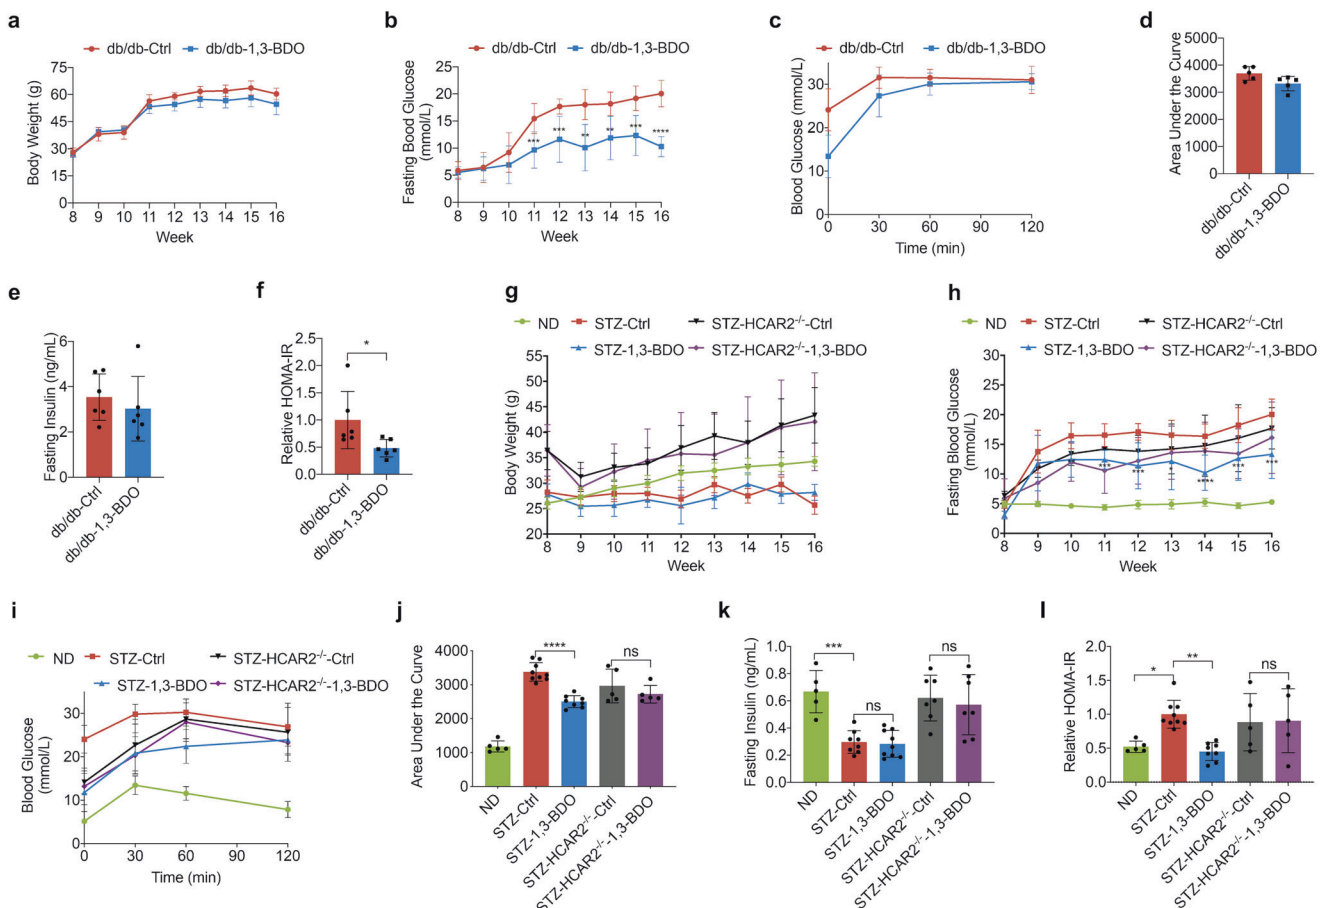 a
db/db-Ctrl db/db-1,3-BDO
Body Weight (g)
75
60
45
30
15
0
8 9 10 11 12 13 14 15 16
Week
b
db/db-Ctrl db/db-1,3-BDO
Fasting Bood Glucose
(mmol/L)
25
20
15
10
5
0
*** *** ** ** *** ****
8 9 10 11 12 13 14 15 16
Week
c
db/db-Ctrl db/db-1,3-BDO
Blood Glucose (mmol/L)
30
20
10
0
0 30 60 90 120
Time (min)
d
Area Under the Curve
5000
4000
3000
2000
1000
0
db/db-Ctrl
db/db-1,3-BDO
e
Fasting Insulin (ng/mL)
6
4
2
0
db/db-Ctrl
db/db-1,3-BDO
f
Relative HOMA-IR
2.5
2.0
1.5
1.0
0.5
0.0
*
db/db-Ctrl
db/db-1,3-BDO
g
ND STZ-Ctrl STZ-HCAR2-/--Ctrl
STZ-1,3-BDO STZ-HCAR2-/--1,3-BDO
Body Weight (g)
55
50
45
40
35
30
25
20
8 9 10 11 12 13 14 15 16
Week
h
ND STZ-Ctrl STZ-HCAR2-/--Ctrl
STZ-1,3-BDO STZ-HCAR2-/--1,3-BDO
Fasting Blood Glucose
(mmol/L)
30
25
20
15
10
5
0
*** *** * **** *** ***
8 9 10 11 12 13 14 15 16
Week
i
ND STZ-Ctrl STZ-HCAR2-/--Ctrl
STZ-1,3-BDO STZ-HCAR2-/--1,3-BDO
Blood Glucose
(mmol/L)
30
20
10
0
0 30 60 90 120
Time (min)
j
Area Under the Curve
4000
3000
2000
1000
0
**** ns
ND
STZ-Ctrl
STZ-1,3-BDO
STZ-HCAR2-/--Ctrl
STZ-HCAR2-/--1,3-BDO
k
Fasting Insulin (ng/mL)
1.0
0.8
0.6
0.4
0.2
0.0
*** ns ns
ND
STZ-Ctrl
STZ-1,3-BDO
STZ-HCAR2-/--Ctrl
STZ-HCAR2-/--1,3-BDO
l
Relative HOMA-IR
2.0
1.5
1.0
0.5
0.0
* ** ns
ND
STZ-Ctrl
STZ-1,3-BDO
STZ-HCAR2-/--Ctrl
STZ-HCAR2-/--1,3-BDO